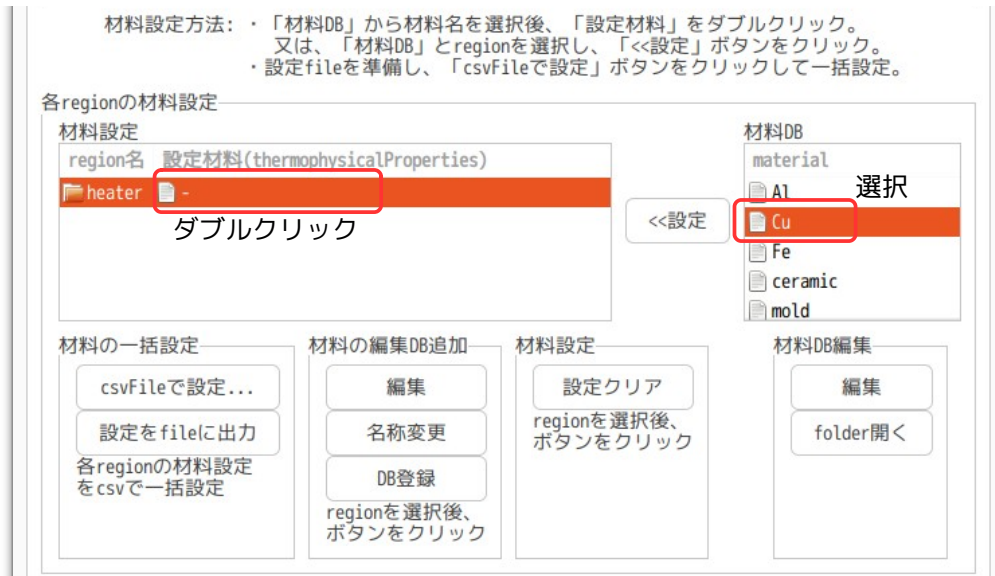 材料設定方法: ・「材料DB」から材料名を選択後、「設定材料」をダブルクリック。
又は、「材料DB」とregionを選択し、「<<設定」ボタンをクリック。
・設定fileを準備し、「csvFileで設定」ボタンをクリックして一括設定。
各regionの材料設定
材料設定
region名 設定材料(thermophysicalProperties)
heater -
ダブルクリック
<<設定
材料DB
material
Al
選択
Cu
Fe
ceramic
mold
材料の一括設定
csvFileで設定...
設定をfileに出力
各regionの材料設定
をcsvで一括設定
材料の編集DB追加
編集
名称変更
DB登録
regionを選択後、
ボタンをクリック
材料設定
設定クリア
regionを選択後、
ボタンをクリック
材料DB編集
編集
folder開く